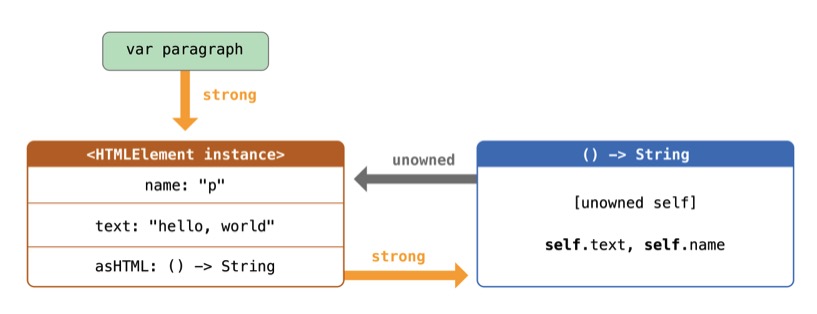 var paragraph
strong
<HTMLElement instance>
name: "p"
text: "hello, world"
asHTML: () -> String
unowned
strong
() -> String
[unowned self]
self.text, self.name